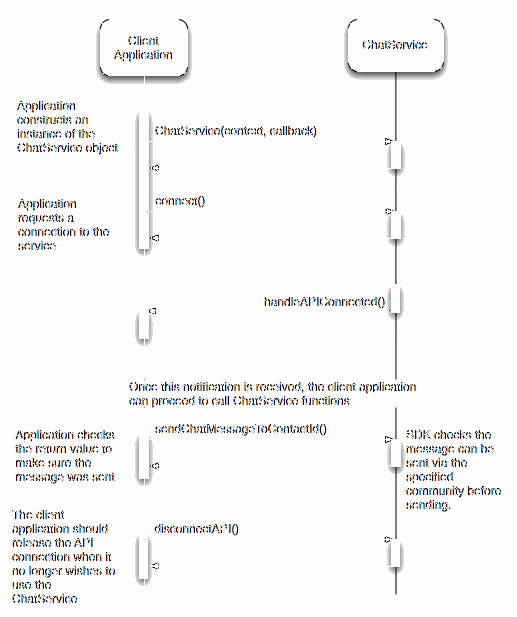 Client
Application
ChatService
Application
constructs an
instance of the
ChatService object
ChatService(context, callback)
Application
requests a
connection to the
service
connect()
handleAPIConnected()
Once this notification is received, the client application
can proceed to call ChatService functions
Application checks
the return value to
make sure the
message was sent
sendChatMessageToContactId()
SDK checks the
message can be
sent via the
specified
community before
sending.
The client
application should
release the API
connection when it
no longer wishes to
use the
ChatService
disconnectAPI()